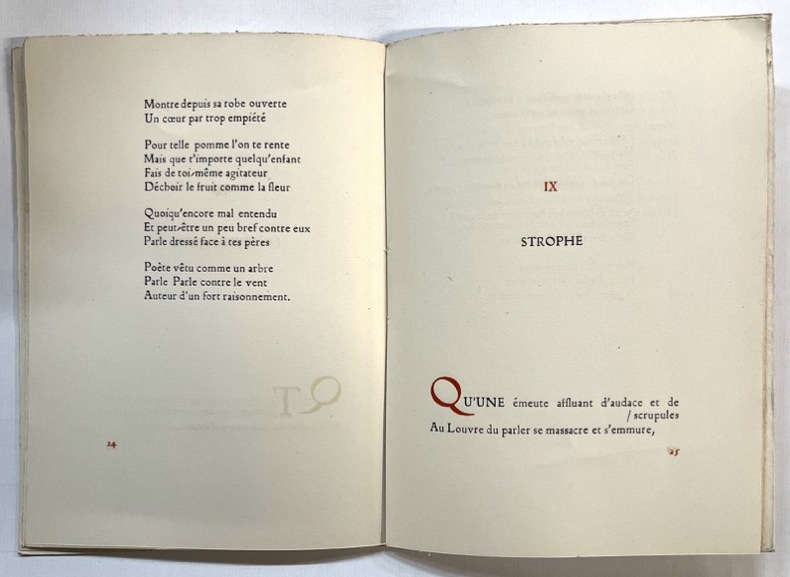 Montre depuis sa robe ouverte
Un cœur par trop empiété
Pour telle pomme l'on te rente
Mais que t'importe quelqu'enfant
Fais de toi-même agitateur
Déchoir le fruit comme la fleur
Quoiqu'encore mal entendu
Et peut-être un peu bref contre eux
Parle dressé face à tes pères
Poète vêtu comme un arbre
Parle Parle contre le vent
Auteur d'un fort raisonnement.
24
IX
STROPHE
QU'UNE émeute affluant d'audace et de
/ scrupules
Au Louvre du parler se massacre et s'emmure,
25